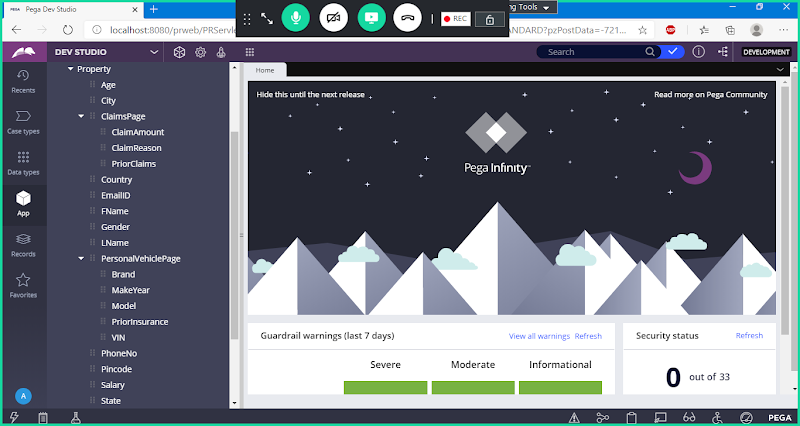 Pega Dev Studio
localhost:8080/prweb/PRServle
REC
ing Tools
ANDARD?pzPostData=-721...
DEV STUDIO
Search
DEVELOPMENT
Recents
Case types
Data types
App
Records
Favorites
A
Property
Age
City
ClaimsPage
ClaimAmount
ClaimReason
PriorClaims
Country
EmailID
FName
Gender
LName
PersonalVehiclePage
Brand
MakeYear
Model
PriorInsurance
VIN
PhoneNo
Pincode
Salary
State
Home
Hide this until the next release
Read more on Pega Community
Pega Infinity™
Guardrail warnings (last 7 days)
View all warnings Refresh
Severe Moderate Informational
Security status
Refresh
0 out of 33
PEGA